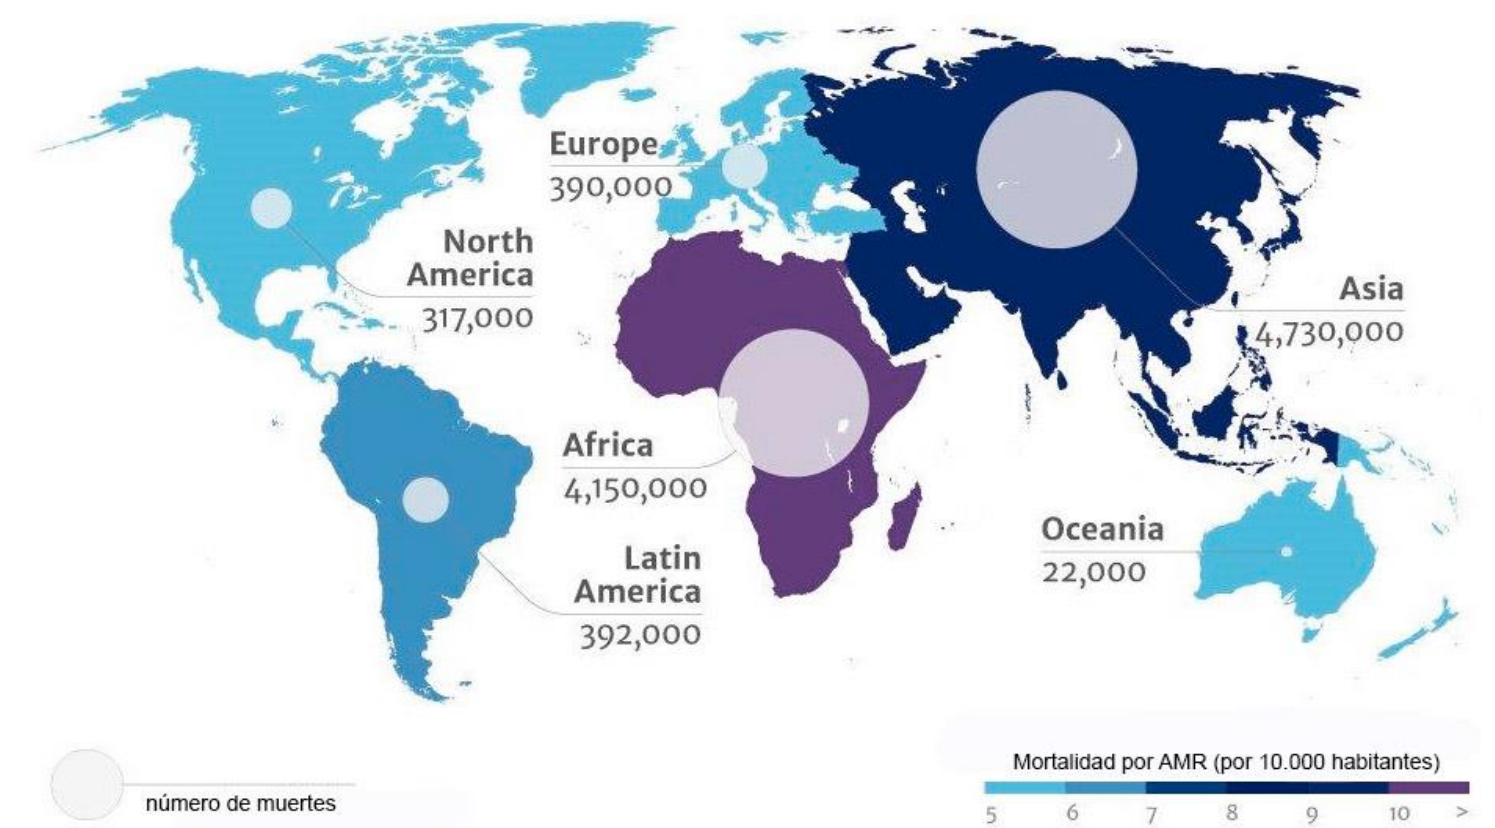 Europe
390,000
North
America
317,000
Asia
4,730,000
Africa
4,150,000
Latin
America
392,000
Oceania
22,000
número de muertes
Mortalidad por AMR (por 10.000 habitantes)
5 6 7 8 9 10 >